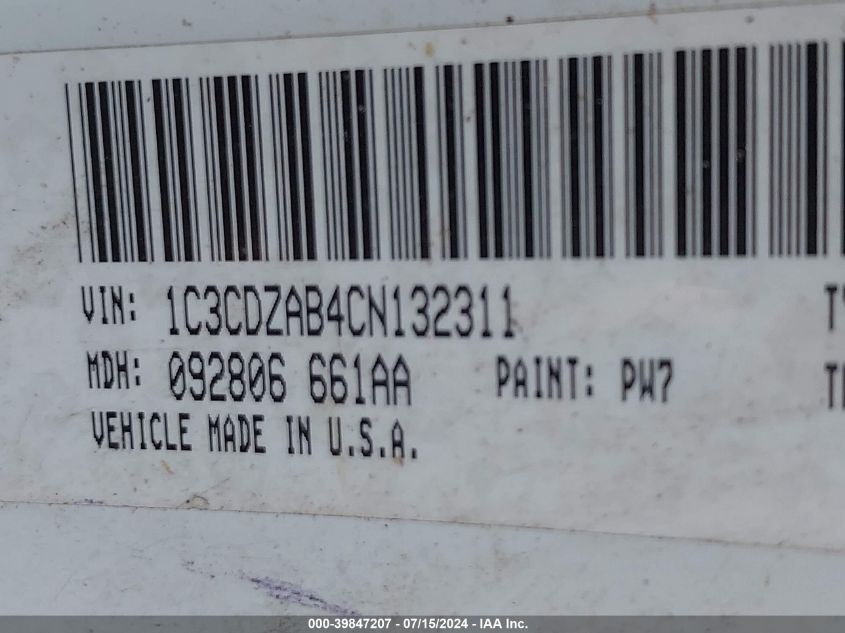 VIN: 1C3CDZAB4CN132311
MDH: 092806 661AA PAINT: PW7
VEHICLE MADE IN U.S.A.
000-39847207 - 07/15/2024 - IAA Inc.